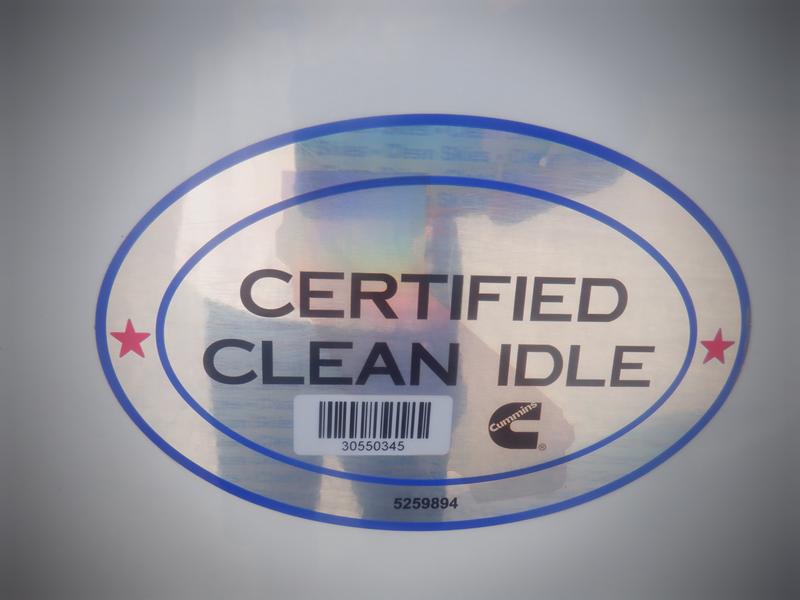 CERTIFIED
CLEAN IDLE
30550345
Cummins
®
5259894